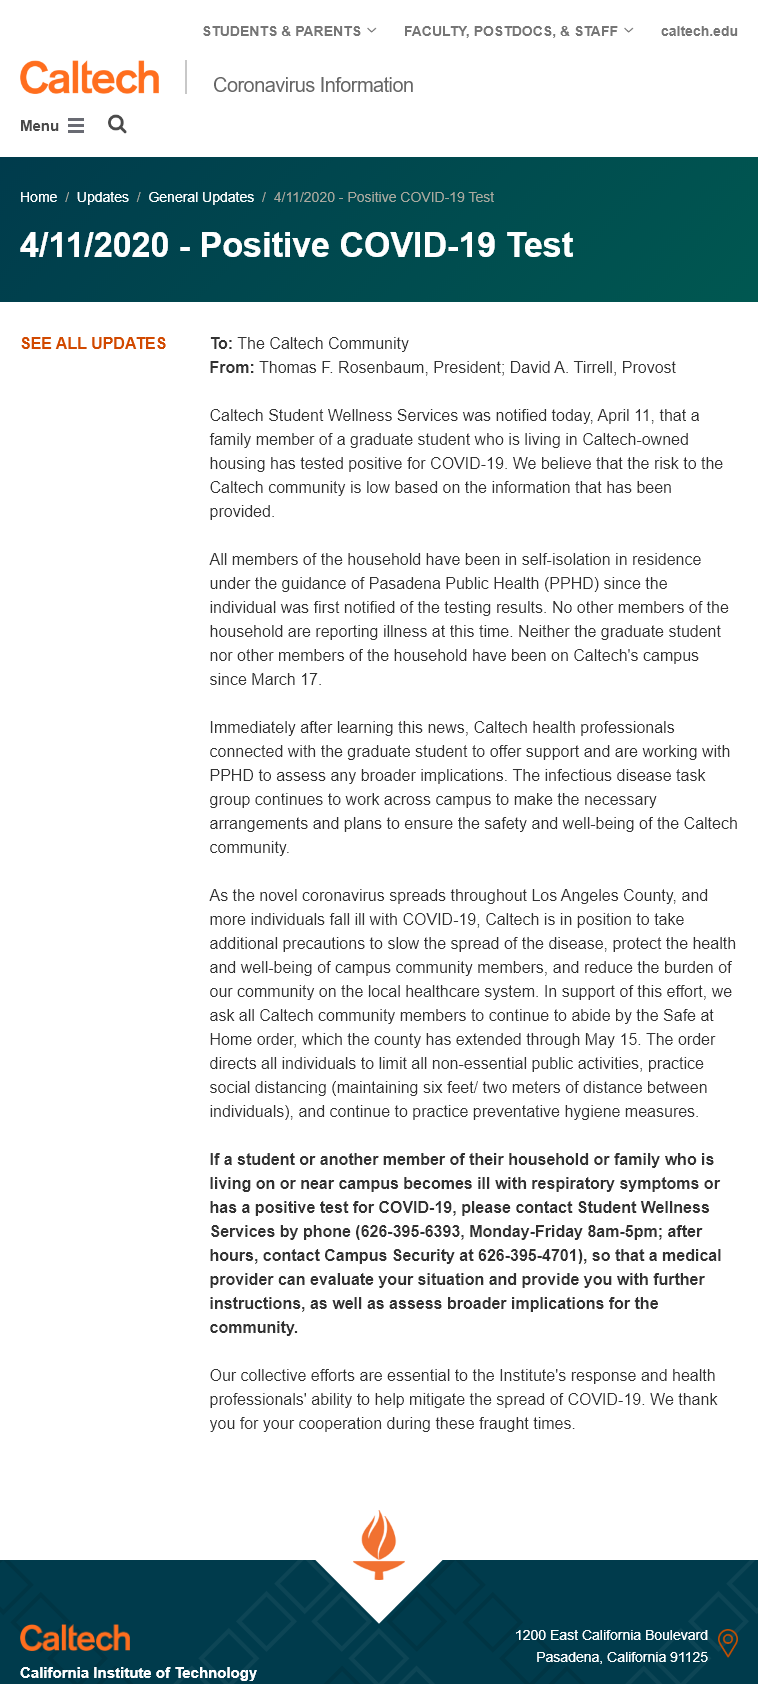 STUDENTS & PARENTS FACULTY, POSTDOCS, & STAFF caltech.edu
Caltech Coronavirus Information
Menu
Home / Updates / General Updates / 4/11/2020 - Positive COVID-19 Test
4/11/2020 - Positive COVID-19 Test
SEE ALL UPDATES
To: The Caltech Community
From: Thomas F. Rosenbaum, President; David A. Tirrell, Provost
Caltech Student Wellness Services was notified today, April 11, that a
family member of a graduate student who is living in Caltech-owned
housing has tested positive for COVID-19. We believe that the risk to the
Caltech community is low based on the information that has been
provided.
All members of the household have been in self-isolation in residence
under the guidance of Pasadena Public Health (PPHD) since the
individual was first notified of the testing results. No other members of the
household are reporting illness at this time. Neither the graduate student
nor other members of the household have been on Caltech's campus
since March 17.
Immediately after learning this news, Caltech health professionals
connected with the graduate student to offer support and are working with
PPHD to assess any broader implications. The infectious disease task
group continues to work across campus to make the necessary
arrangements and plans to ensure the safety and well-being of the Caltech
community.
As the novel coronavirus spreads throughout Los Angeles County, and
more individuals fall ill with COVID-19, Caltech is in position to take
additional precautions to slow the spread of the disease, protect the health
and well-being of campus community members, and reduce the burden of
our community on the local healthcare system. In support of this effort, we
ask all Caltech community members to continue to abide by the Safe at
Home order, which the county has extended through May 15. The order
directs all individuals to limit all non-essential public activities, practice
social distancing (maintaining six feet/ two meters of distance between
individuals), and continue to practice preventative hygiene measures.
If a student or another member of their household or family who is
living on or near campus becomes ill with respiratory symptoms or
has a positive test for COVID-19, please contact Student Wellness
Services by phone (626-395-6393, Monday-Friday 8am-5pm; after
hours, contact Campus Security at 626-395-4701), so that a medical
provider can evaluate your situation and provide you with further
instructions, as well as assess broader implications for the
community.
Our collective efforts are essential to the Institute's response and health
professionals' ability to help mitigate the spread of COVID-19. We thank
you for your cooperation during these fraught times.
Caltech
California Institute of Technology
1200 East California Boulevard
Pasadena, California 91125